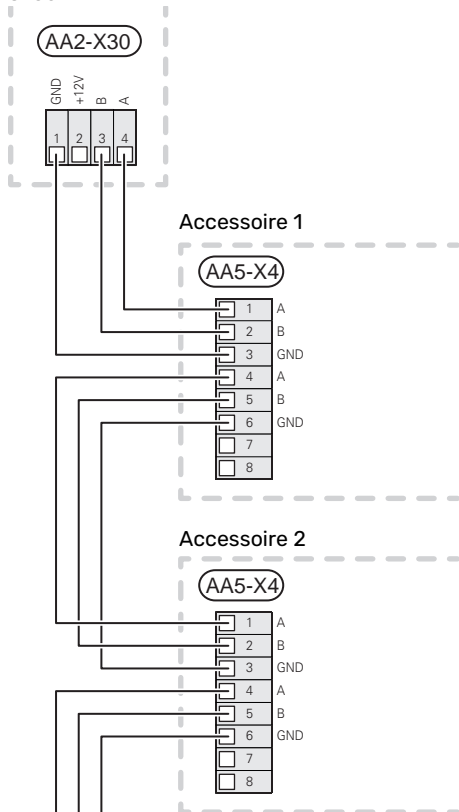 AA2-X30
GND
+12V
B
A
1 2 3 4
Accessoire 1
AA5-X4
1 A
2 B
3 GND
4 A
5 B
6 GND
7
8
Accessoire 2
AA5-X4
1 A
2 B
3 GND
4 A
5 B
6 GND
7
8